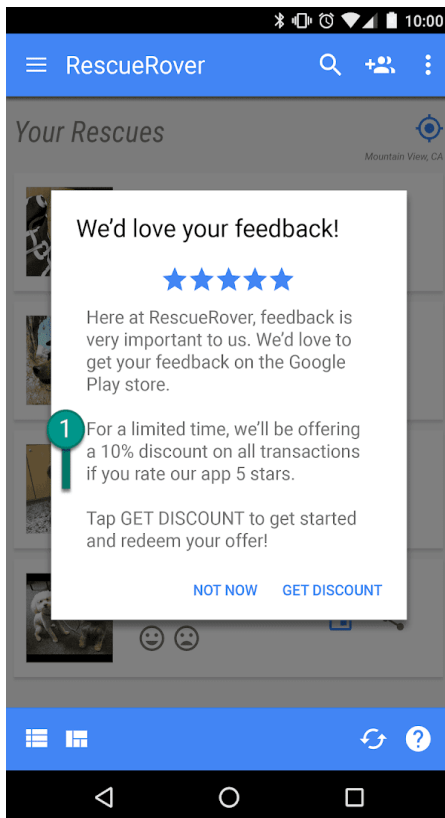 10:00
RescueRover
Your Rescues
Mountain View, CA
We'd love your feedback!
Here at RescueRover, feedback is
very important to us. We'd love to
get your feedback on the Google
Play store.
1
For a limited time, we'll be offering
a 10% discount on all transactions
if you rate our app 5 stars.
Tap GET DISCOUNT to get started
and redeem your offer!
NOT NOW GET DISCOUNT